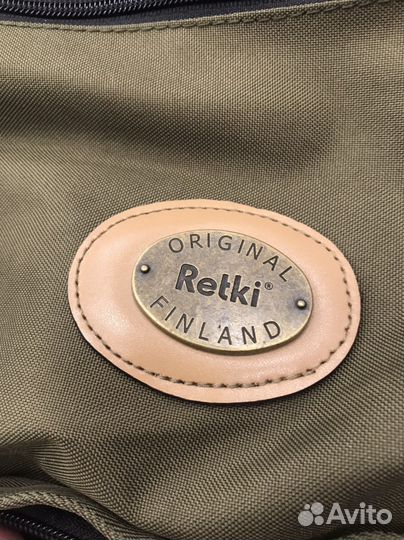 ORIGINAL
Retki®
FINLAND
Avito